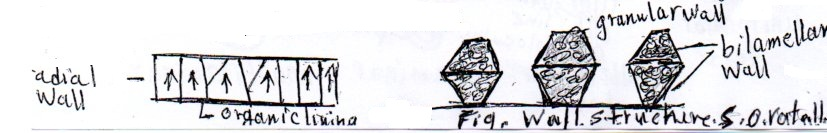 granular wall
bilamellar
wall
adial
wall
organic lining
Fig. Wall structure. S.O.rotall